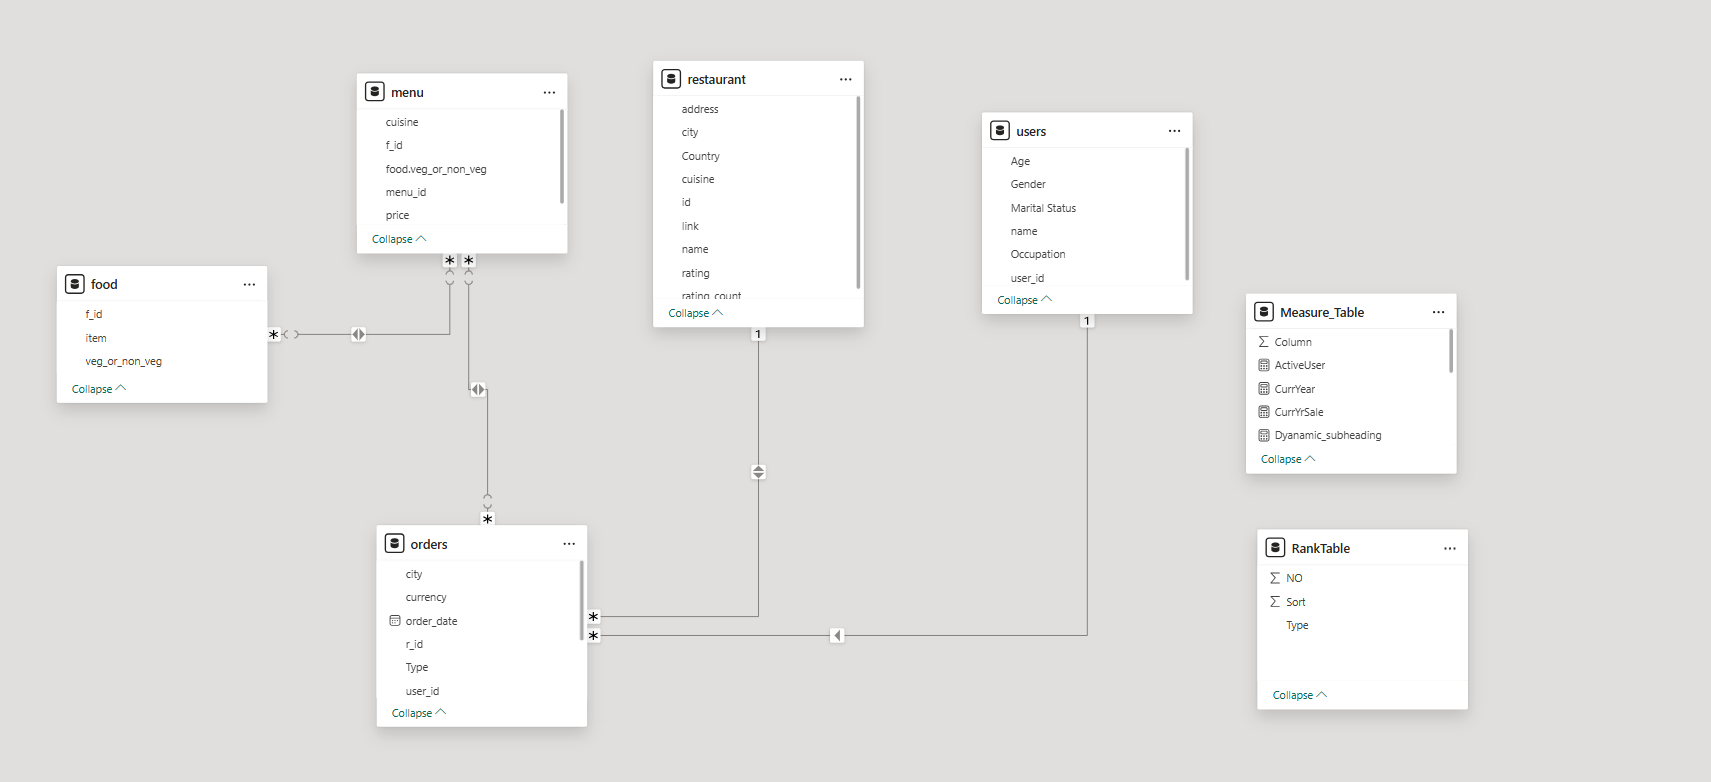 menu
cuisine
f_id
food.veg_or_non_veg
menu_id
price
Collapse
restaurant
address
city
Country
cuisine
id
link
name
rating
rating_count
Collapse
users
Age
Gender
Marital Status
name
Occupation
user_id
Collapse
food
f_id
item
veg_or_non_veg
Collapse
Measure_Table
Column
ActiveUser
CurrYear
CurrYrSale
Dyanamic_subheading
Collapse
orders
city
currency
order_date
r_id
Type
user_id
Collapse
RankTable
NO
Sort
Type
Collapse
*
*
*
*
1
1
*
*